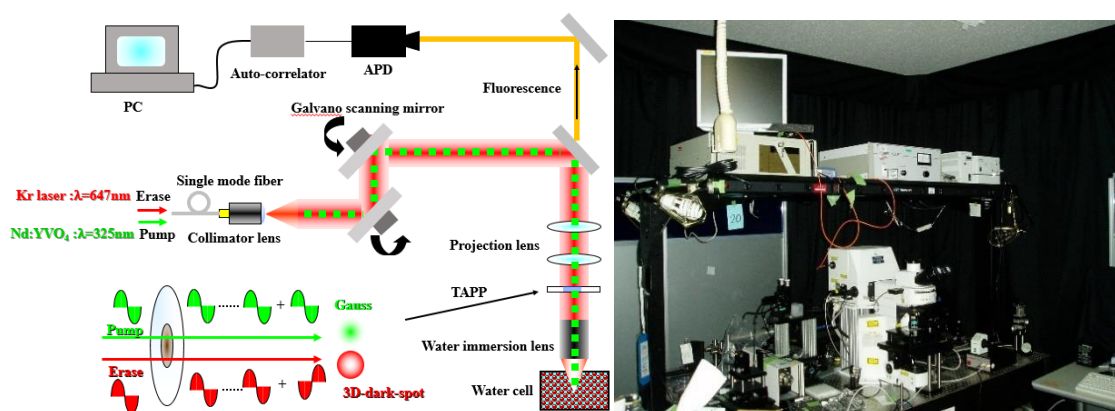 PC
Auto-correlator
APD
Fluorescence
Galvano scanning mirror
Single mode fiber
Kr laser :λ=647nm
Erase
Nd:YVO4 :λ=325nm
Pump
Collimator lens
Projection lens
TAPP
Water immersion lens
Water cell
...... +
Gauss
Pump
Erase
...... +
3D-dark-spot
20